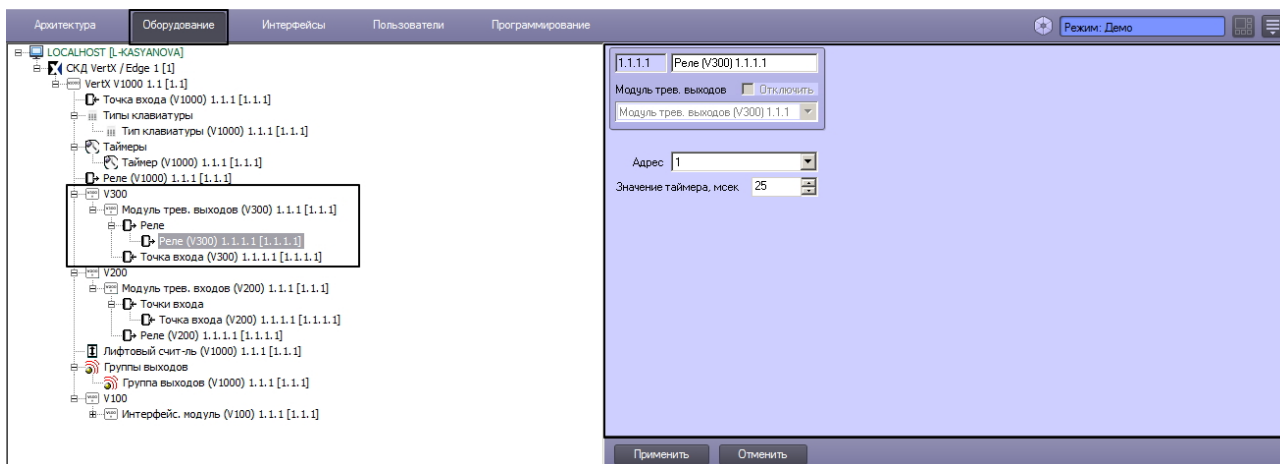 Архитектура Оборудование Интерфейсы Пользователи Программирование Режим: Демо
LOCALHOST [L-KASYANOVA]
СКД VertX / Edge 1 [1]
VertX V1000 1.1 [1.1]
Точка входа (V1000) 1.1.1 [1.1.1]
Типы клавиатуры
Тип клавиатуры (V1000) 1.1.1 [1.1.1]
Таймеры
Таймер (V1000) 1.1.1 [1.1.1]
Реле (V1000) 1.1.1 [1.1.1]
V300
Модуль трев. выходов (V300) 1.1.1 [1.1.1]
Реле
Реле (V300) 1.1.1.1 [1.1.1.1]
Точка входа (V300) 1.1.1.1 [1.1.1.1]
V200
Модуль трев. входов (V200) 1.1.1 [1.1.1]
Точки входа
Точка входа (V200) 1.1.1.1 [1.1.1.1]
Реле (V200) 1.1.1.1 [1.1.1.1]
Лифтовый счит-ль (V1000) 1.1.1 [1.1.1]
Группы выходов
Группа выходов (V1000) 1.1.1 [1.1.1]
V100
Интерфейс. модуль (V100) 1.1.1 [1.1.1]
1.1.1.1 Реле (V300) 1.1.1.1
Модуль трев. выходов Отключить
Модуль трев. выходов (V300) 1.1.1
Адрес 1
Значение таймера, мсек 25
Применить Отменить